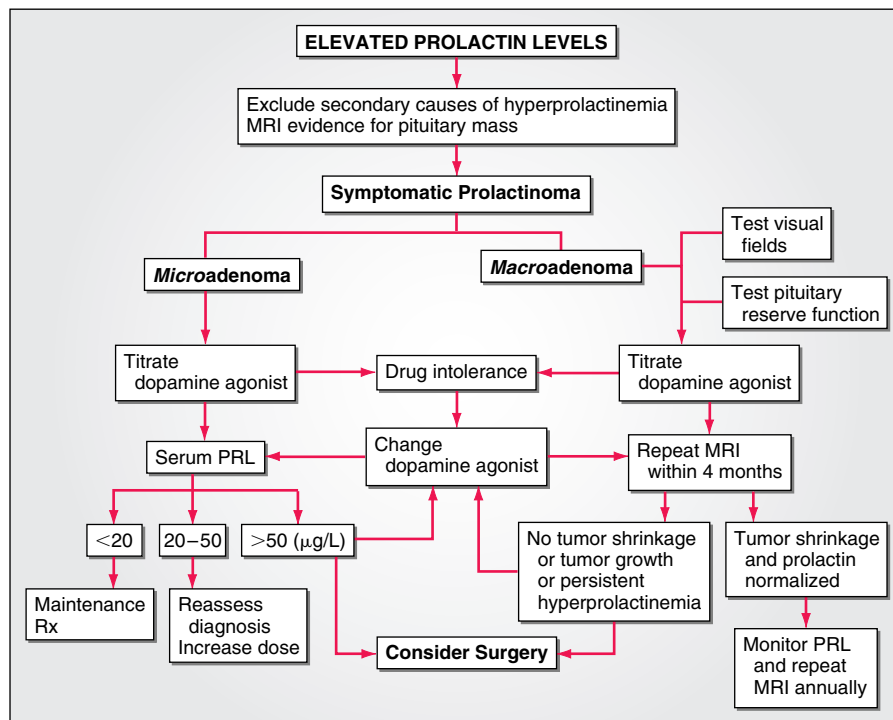 ELEVATED PROLACTIN LEVELS
Exclude secondary causes of hyperprolactinemia
MRI evidence for pituitary mass
Symptomatic Prolactinoma
Test visual
fields
Microadenoma
Macroadenoma
Test pituitary
reserve function
Titrate
dopamine agonist
Drug intolerance
Titrate
dopamine agonist
Serum PRL
Change
dopamine agonist
Repeat MRI
within 4 months
<20
20–50
>50 (μg/L)
No tumor shrinkage
or tumor growth
or persistent
hyperprolactinemia
Tumor shrinkage
and prolactin
normalized
Maintenance
Rx
Reassess
diagnosis
Increase dose
Consider Surgery
Monitor PRL
and repeat
MRI annually